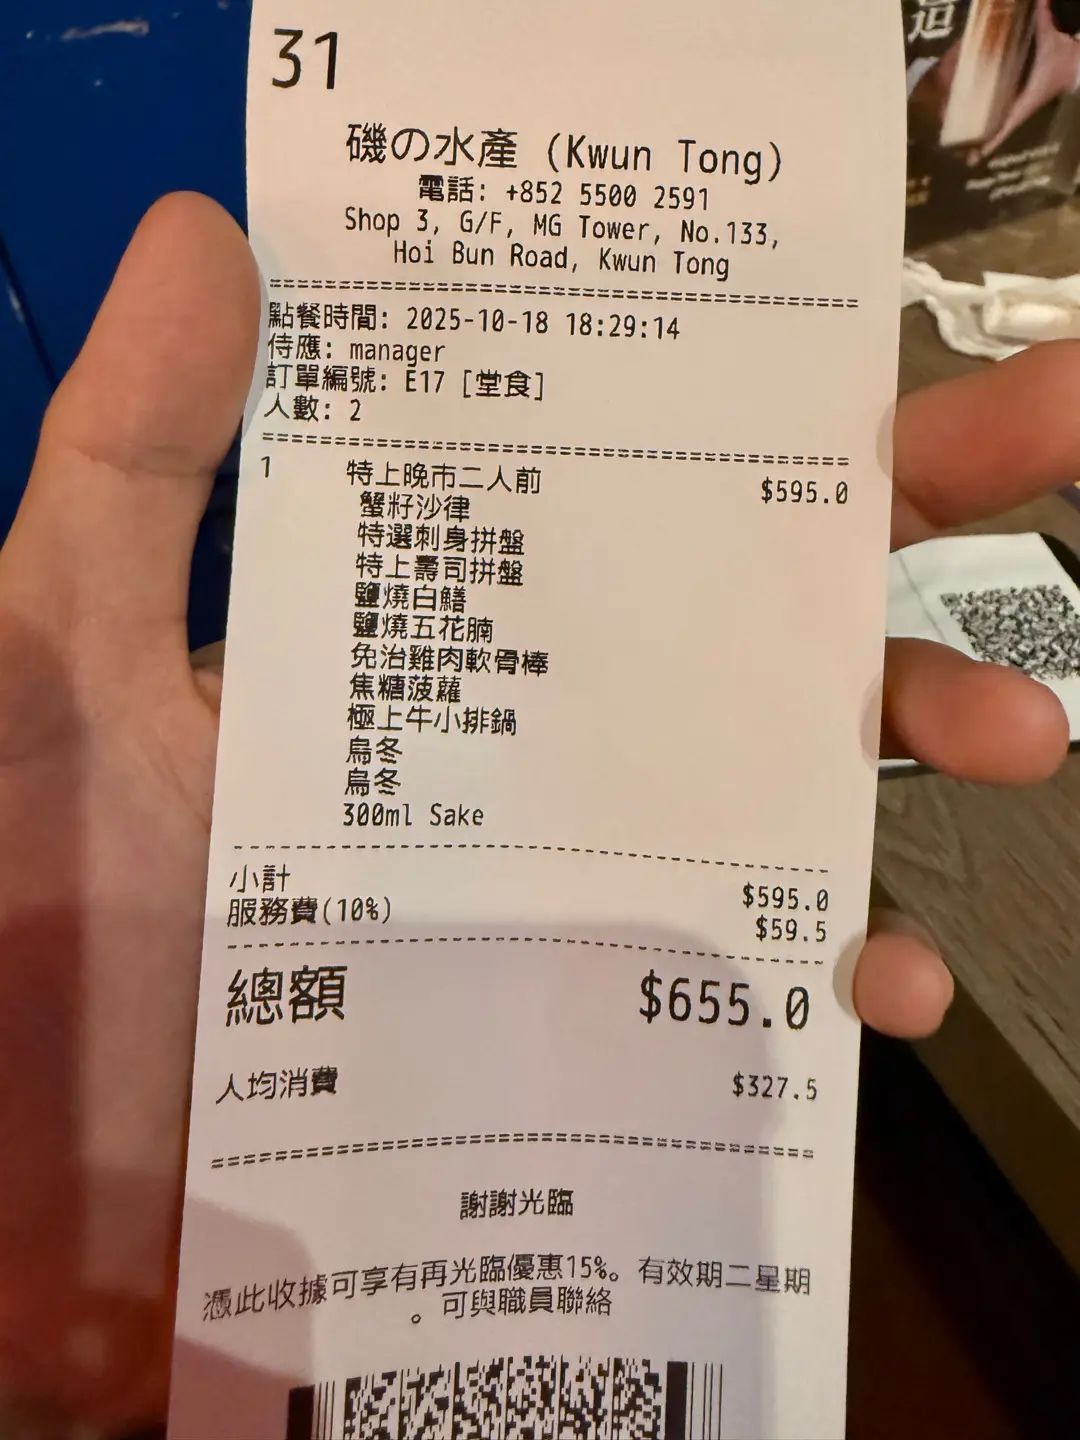 31
磯の水產 (Kwun Tong)
電話: +852 5500 2591
Shop 3, G/F, MG Tower, No.133,
Hoi Bun Road, Kwun Tong
點餐時間: 2025-10-18 18:29:14
侍應: manager
訂單編號: E17 [堂食]
人數: 2
1 特上晚市二人前 $595.0
蟹籽沙律
特選刺身拼盤
特上壽司拼盤
鹽燒白鱔
鹽燒五花腩
免治雞肉軟骨棒
焦糖菠蘿
極上牛小排鍋
烏冬
烏冬
300ml Sake
小計 $595.0
服務費(10%) $59.5
總額 $655.0
人均消費 $327.5
謝謝光臨
憑此收據可享有再光臨優惠15%。有效期二星期
。可與職員聯絡